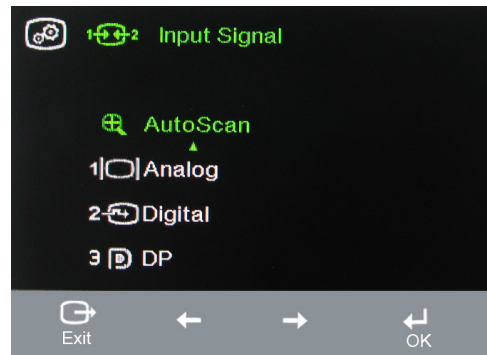 1 2 Input Signal
AutoScan
1 Analog
2 Digital
3 D DP
Exit
OK